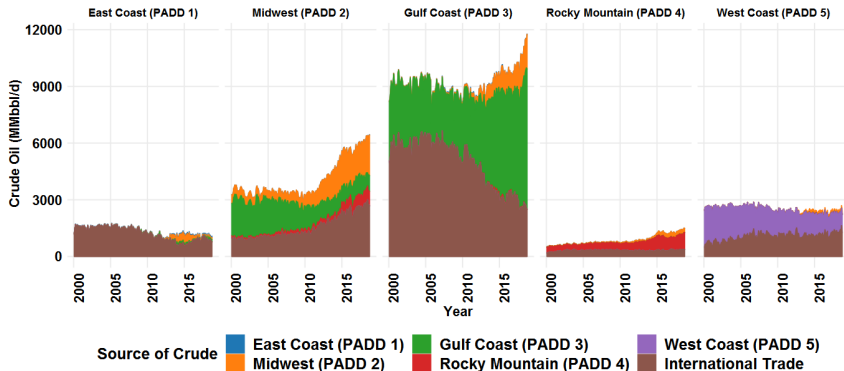 East Coast (PADD 1) Midwest (PADD 2) Gulf Coast (PADD 3) Rocky Mountain (PADD 4) West Coast (PADD 5)
Crude Oil (MMbbl/d)
12000
9000
6000
3000
0
2000 2005 2010 2015 2000 2005 2010 2015 2000 2005 2010 2015 2000 2005 2010 2015 2000 2005 2010 2015
Year
Source of Crude
East Coast (PADD 1) Gulf Coast (PADD 3) West Coast (PADD 5)
Midwest (PADD 2) Rocky Mountain (PADD 4) International Trade